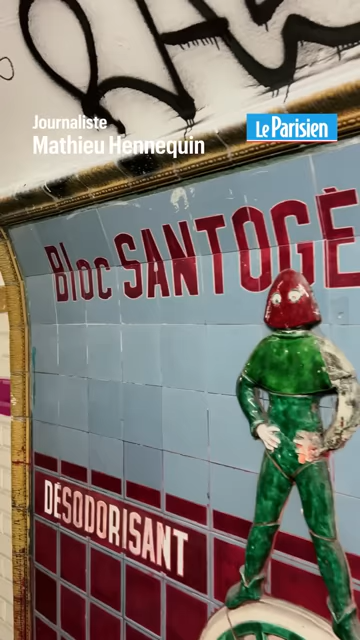 Journaliste
Mathieu Hennequin
Le Parisien
Bloc SANTOGÈ
DÉSODORISANT